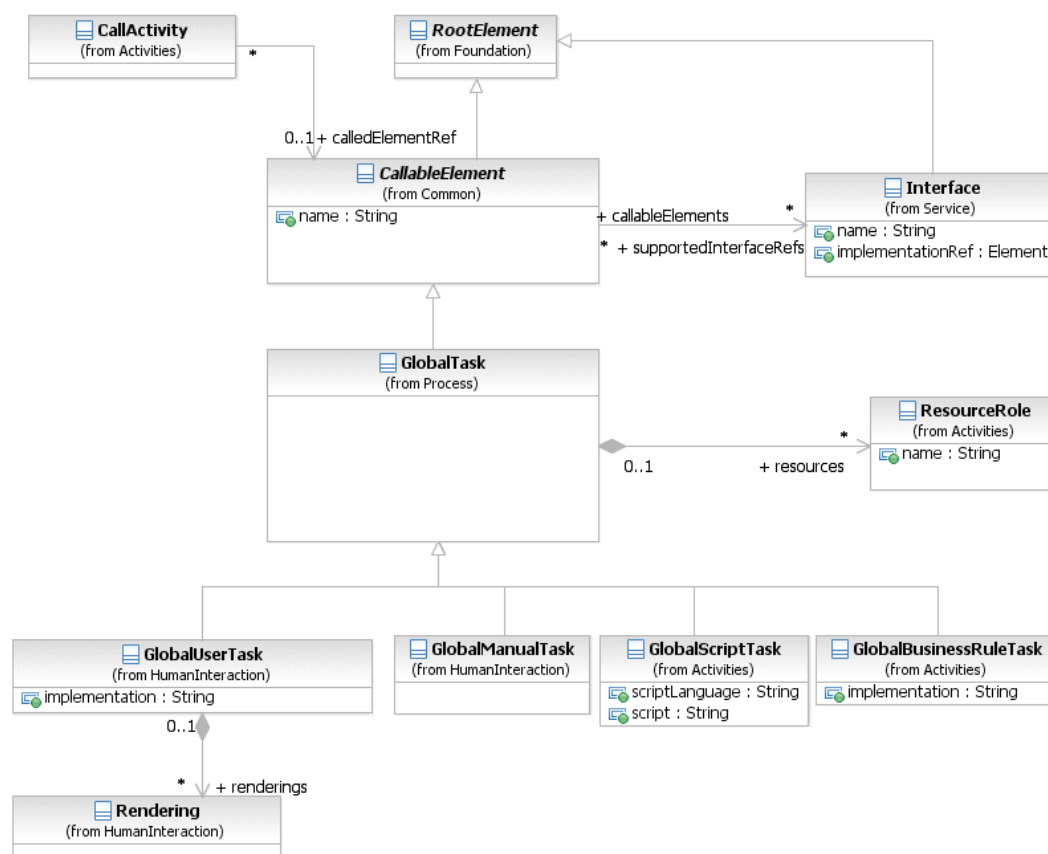 CallActivity
(from Activities)
*
RootElement
(from Foundation)
0..1 + calledElementRef
CallableElement
(from Common)
name : String
+ callableElements
*
* + supportedInterfaceRefs
Interface
(from Service)
name : String
implementationRef : Element
GlobalTask
(from Process)
0..1
*
+ resources
ResourceRole
(from Activities)
name : String
GlobalUserTask
(from HumanInteraction)
implementation : String
GlobalManualTask
(from HumanInteraction)
GlobalScriptTask
(from Activities)
scriptLanguage : String
script : String
GlobalBusinessRuleTask
(from Activities)
implementation : String
0..1
* + renderings
Rendering
(from HumanInteraction)